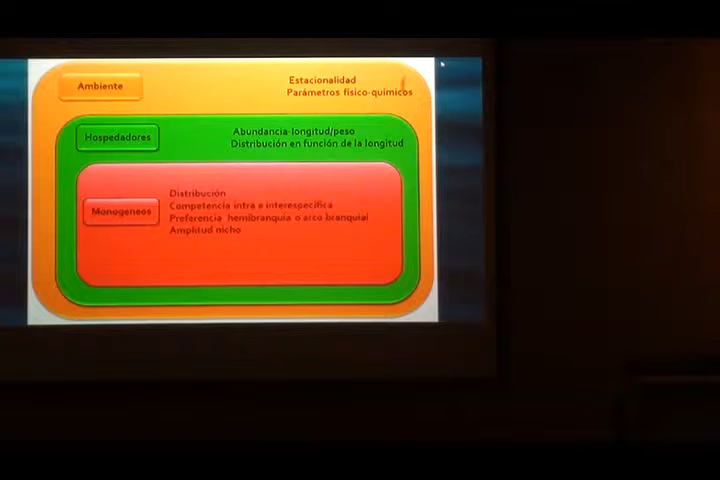 Ambiente
Estacionalidad
Parámetros físico-químicos
Hospedadores
Abundancia-longitud/peso
Distribución en función de la longitud
Monogeneos
Distribución
Competencia intra e interespecífica
Preferencia hemibranquia o arco branquial
Amplitud nicho